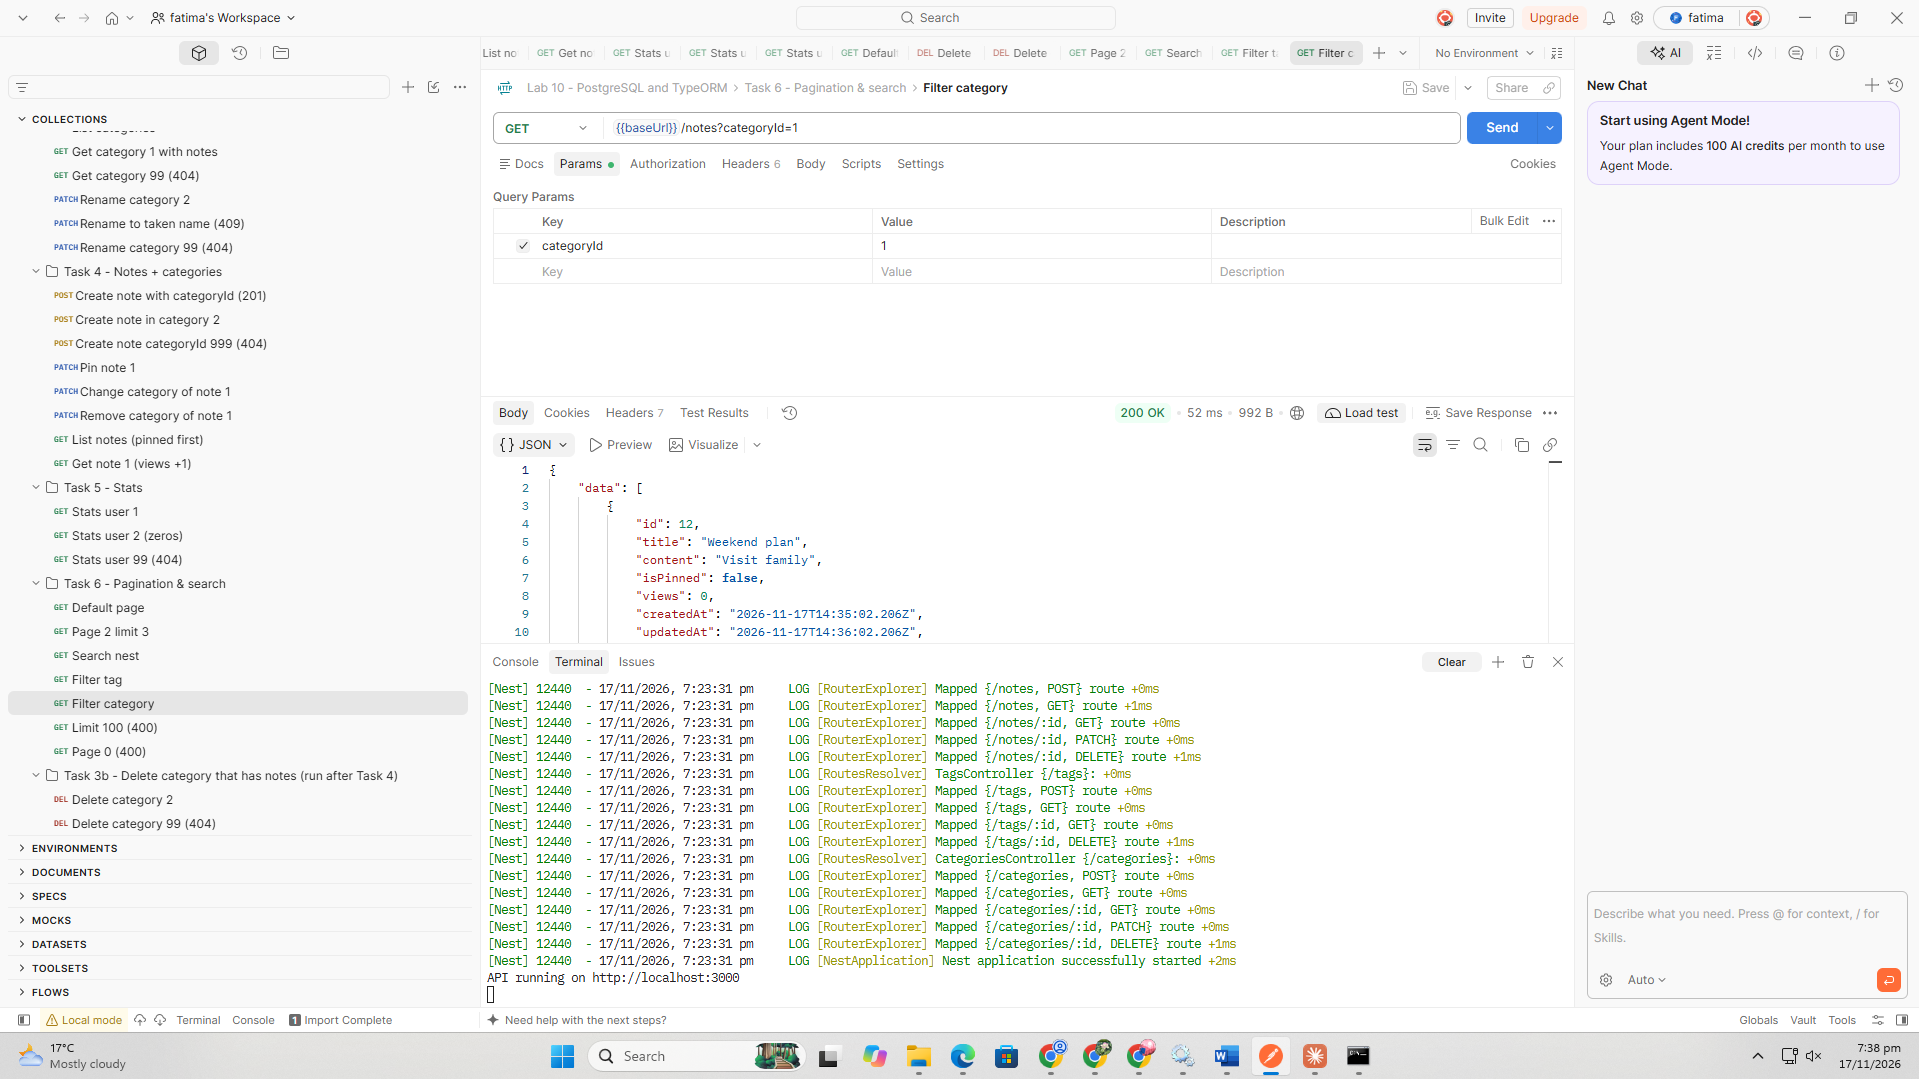 fatima's Workspace
Search
Invite
Upgrade
fatima
List no
GET Get no
GET Stats u
GET Stats u
GET Stats u
GET Defaul
DEL Delete
DEL Delete
GET Page 2
GET Search
GET Filter t
GET Filter c
No Environment
AI
Lab 10 - PostgreSQL and TypeORM > Task 6 - Pagination & search > Filter category
Save
Share
New Chat
Start using Agent Mode!
Your plan includes 100 AI credits per month to use
Agent Mode.
COLLECTIONS
List categories
GET Get category 1 with notes
GET Get category 99 (404)
PATCH Rename category 2
PATCH Rename to taken name (409)
PATCH Rename category 99 (404)
Task 4 - Notes + categories
POST Create note with categoryId (201)
POST Create note in category 2
POST Create note categoryId 999 (404)
PATCH Pin note 1
PATCH Change category of note 1
PATCH Remove category of note 1
GET List notes (pinned first)
GET Get note 1 (views +1)
Task 5 - Stats
GET Stats user 1
GET Stats user 2 (zeros)
GET Stats user 99 (404)
Task 6 - Pagination & search
GET Default page
GET Page 2 limit 3
GET Search nest
GET Filter tag
GET Filter category
GET Limit 100 (400)
GET Page 0 (400)
Task 3b - Delete category that has notes (run after Task 4)
DEL Delete category 2
DEL Delete category 99 (404)
ENVIRONMENTS
DOCUMENTS
SPECS
MOCKS
DATASETS
TOOLSETS
FLOWS
GET
{{baseUrl}} /notes?categoryId=1
Send
Docs Params Authorization Headers 6 Body Scripts Settings
Cookies
Query Params
Key Value Description Bulk Edit
categoryId 1
Key Value Description
Body Cookies Headers 7 Test Results
200 OK • 52 ms • 992 B
Load test
e.g. Save Response
{} JSON Preview Visualize
1 {
2 "data": [
3 {
4 "id": 12,
5 "title": "Weekend plan",
6 "content": "Visit family",
7 "isPinned": false,
8 "views": 0,
9 "createdAt": "2026-11-17T14:35:02.206Z",
10 "updatedAt": "2026-11-17T14:36:02.206Z",
Console Terminal Issues
Clear
[Nest] 12440 - 17/11/2026, 7:23:31 pm LOG [RouterExplorer] Mapped {/notes, POST} route +0ms
[Nest] 12440 - 17/11/2026, 7:23:31 pm LOG [RouterExplorer] Mapped {/notes, GET} route +1ms
[Nest] 12440 - 17/11/2026, 7:23:31 pm LOG [RouterExplorer] Mapped {/notes/:id, GET} route +0ms
[Nest] 12440 - 17/11/2026, 7:23:31 pm LOG [RouterExplorer] Mapped {/notes/:id, PATCH} route +0ms
[Nest] 12440 - 17/11/2026, 7:23:31 pm LOG [RouterExplorer] Mapped {/notes/:id, DELETE} route +1ms
[Nest] 12440 - 17/11/2026, 7:23:31 pm LOG [RoutesResolver] TagsController {/tags}: +0ms
[Nest] 12440 - 17/11/2026, 7:23:31 pm LOG [RouterExplorer] Mapped {/tags, POST} route +0ms
[Nest] 12440 - 17/11/2026, 7:23:31 pm LOG [RouterExplorer] Mapped {/tags, GET} route +0ms
[Nest] 12440 - 17/11/2026, 7:23:31 pm LOG [RouterExplorer] Mapped {/tags/:id, GET} route +0ms
[Nest] 12440 - 17/11/2026, 7:23:31 pm LOG [RouterExplorer] Mapped {/tags/:id, DELETE} route +1ms
[Nest] 12440 - 17/11/2026, 7:23:31 pm LOG [RoutesResolver] CategoriesController {/categories}: +0ms
[Nest] 12440 - 17/11/2026, 7:23:31 pm LOG [RouterExplorer] Mapped {/categories, POST} route +0ms
[Nest] 12440 - 17/11/2026, 7:23:31 pm LOG [RouterExplorer] Mapped {/categories, GET} route +0ms
[Nest] 12440 - 17/11/2026, 7:23:31 pm LOG [RouterExplorer] Mapped {/categories/:id, GET} route +0ms
[Nest] 12440 - 17/11/2026, 7:23:31 pm LOG [RouterExplorer] Mapped {/categories/:id, PATCH} route +0ms
[Nest] 12440 - 17/11/2026, 7:23:31 pm LOG [RouterExplorer] Mapped {/categories/:id, DELETE} route +1ms
[Nest] 12440 - 17/11/2026, 7:23:31 pm LOG [NestApplication] Nest application successfully started +2ms
API running on http://localhost:3000
Describe what you need. Press @ for context, / for
Skills.
Auto
Local mode
Terminal
Console
1 Import Complete
Need help with the next steps?
Globals Vault Tools
17°C
Mostly cloudy
Search
7:38 pm
17/11/2026